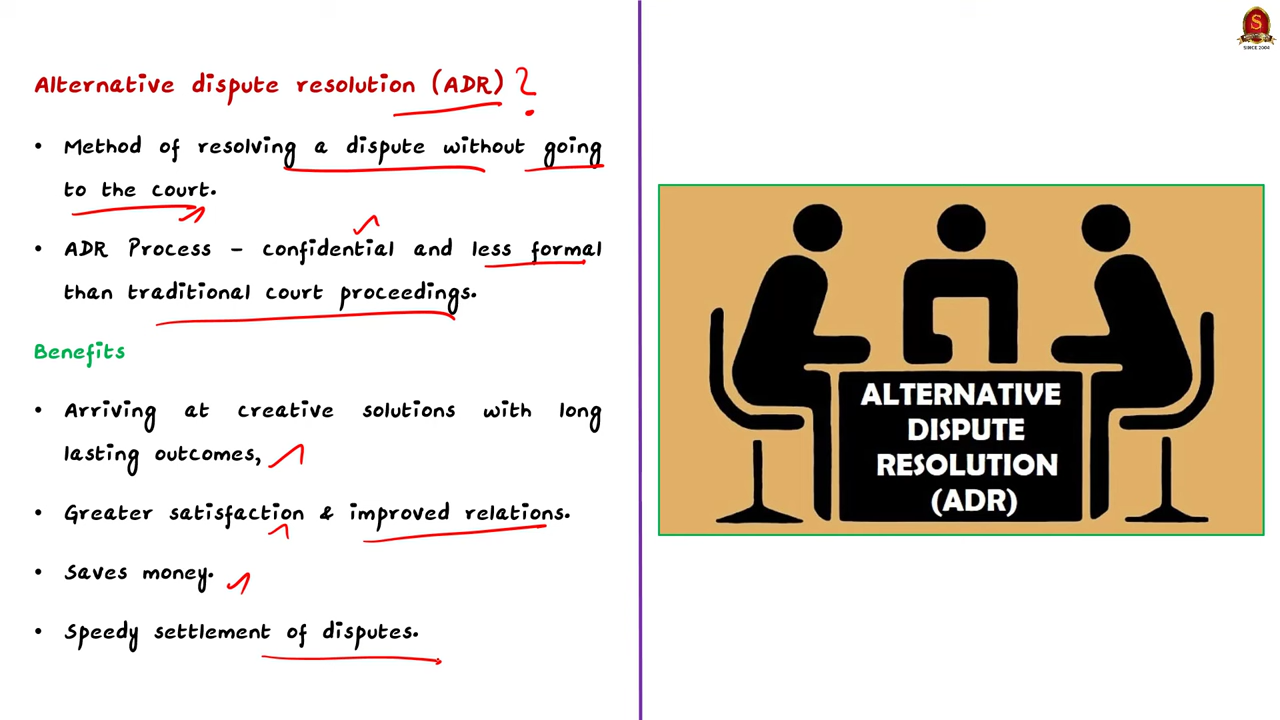 Alternative dispute resolution (ADR) ?
• Method of resolving a dispute without going
to the court.
• ADR Process – confidential and less formal
than traditional court proceedings.
Benefits
• Arriving at creative solutions with long
lasting outcomes,
• Greater satisfaction & improved relations.
• Saves money.
• Speedy settlement of disputes.
S
SINCE 2004
ALTERNATIVE
DISPUTE
RESOLUTION
(ADR)